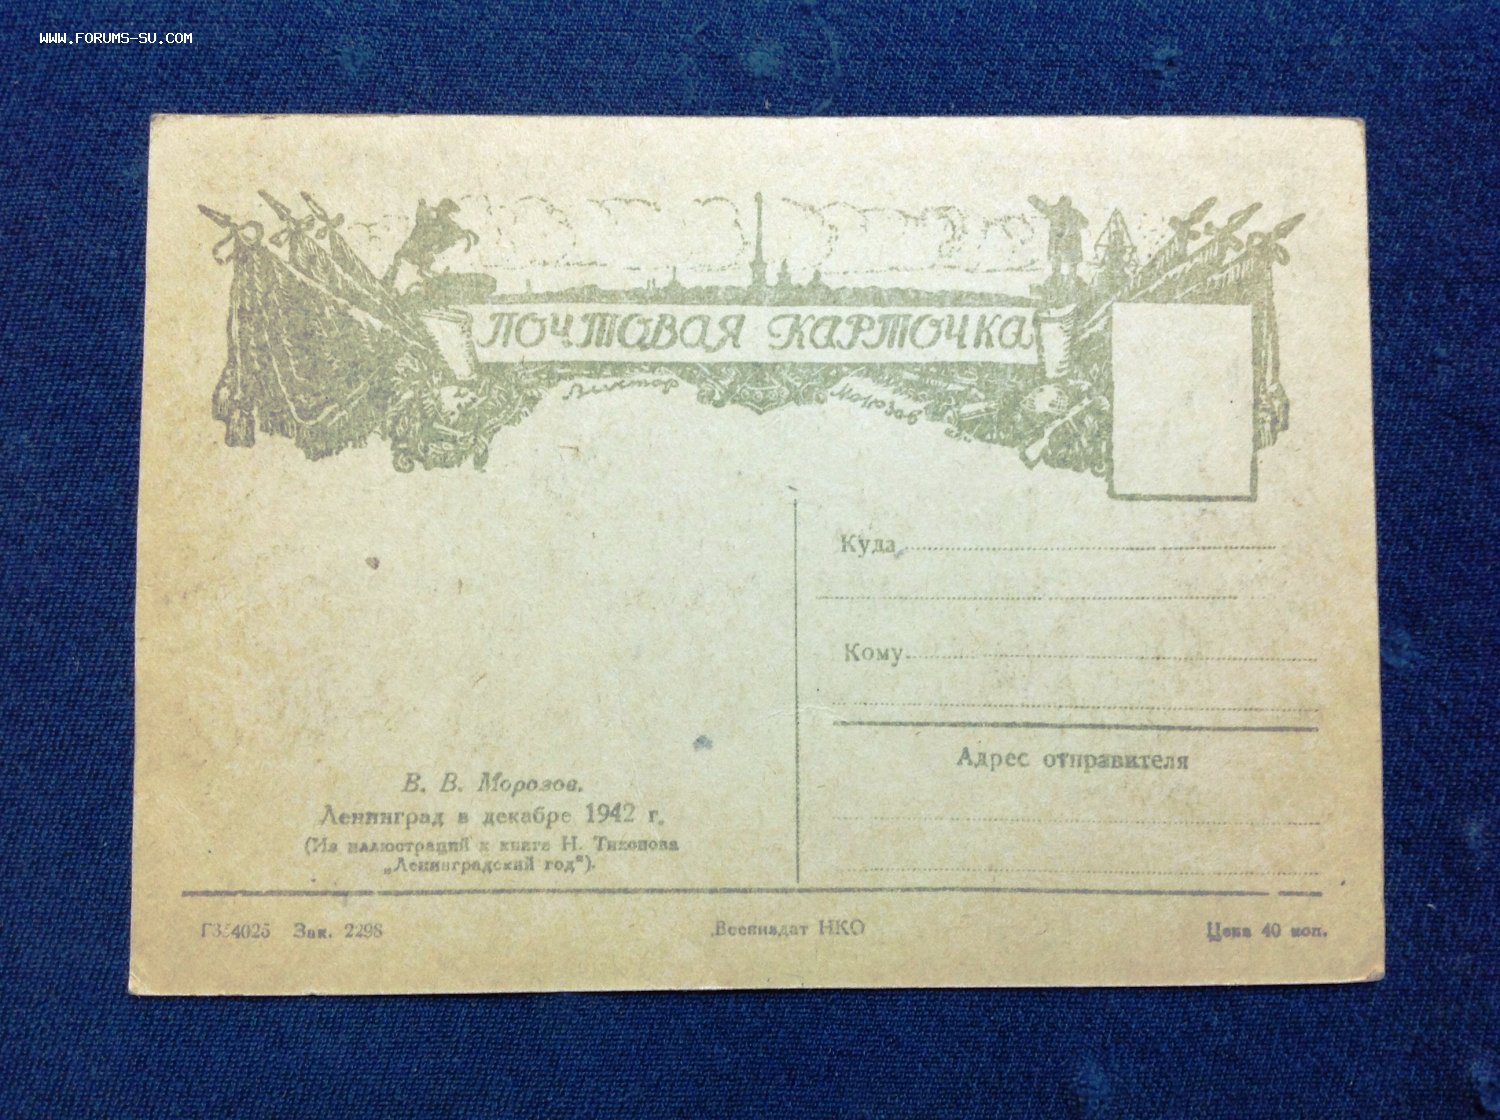 WWW.FORUMS-SU.COM
ПОЧТОВАЯ КАРТОЧКА
Виктор Морозов
Куда
Кому
Адрес отправителя
В. В. Морозов.
Ленинград в декабре 1942 г.
(Из иллюстраций к книге Н. Тихонова
„Ленинградский год").
Г354025 Зак. 2298
Воениздат НКО
Цена 40 коп.